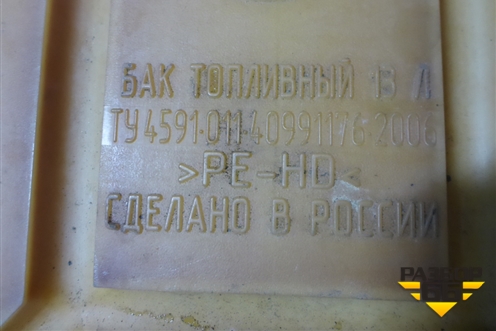 БАК ТОПЛИВНЫЙ 13 Л
ТУ 4591-011-40991176-2006
>PE-HD<
СДЕЛАНО В РОССИИ